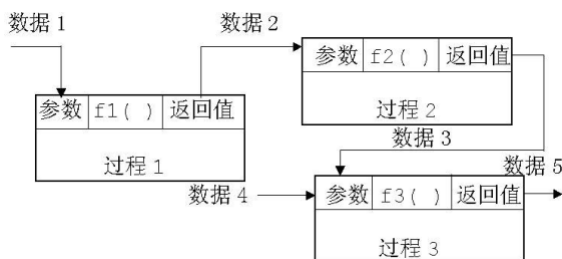 数据1
数据2
参数 f2( ) 返回值
过程2
参数 f1( ) 返回值
过程1
数据3
数据5
数据4
参数 f3( ) 返回值
过程3